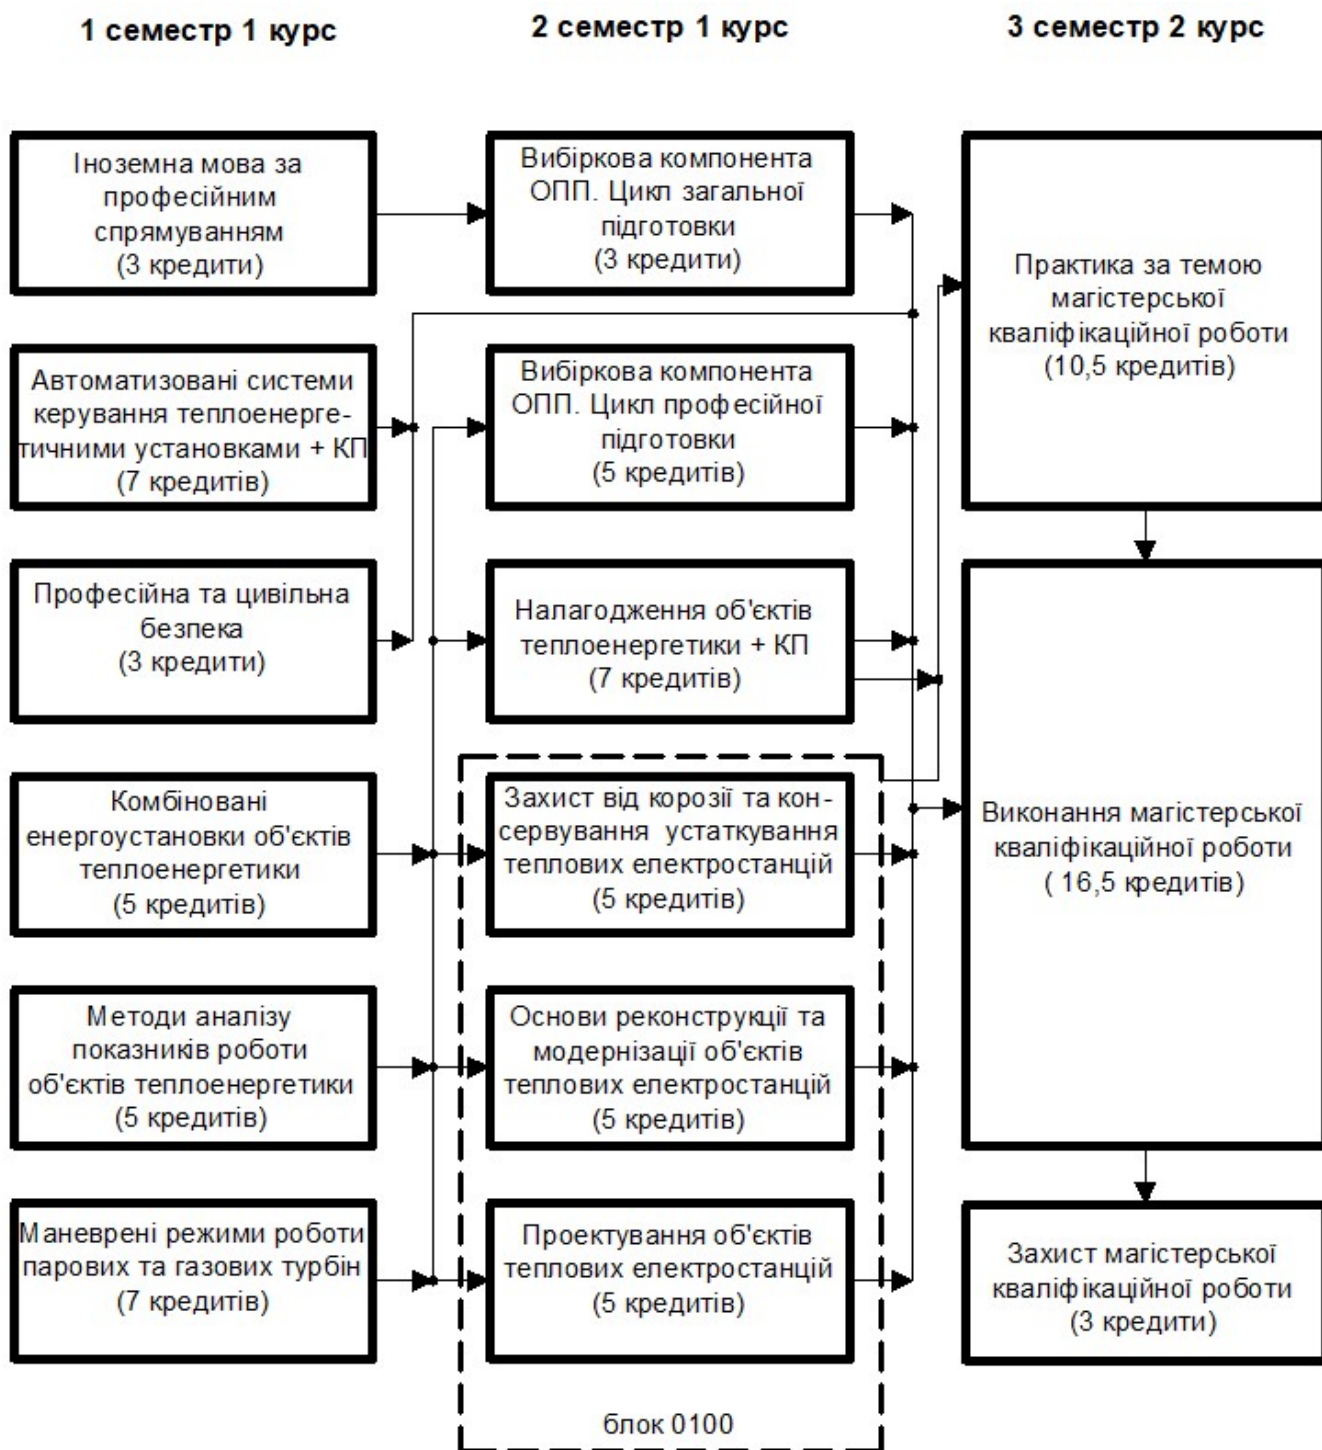 1 семестр 1 курс
2 семестр 1 курс
3 семестр 2 курс
Іноземна мова за
професійним
спрямуванням
(3 кредити)
Автоматизовані системи
керування теплоенерге-
тичними установками + КП
(7 кредитів)
Професійна та цивільна
безпека
(3 кредити)
Комбіновані
енергоустановки об'єктів
теплоенергетики
(5 кредитів)
Методи аналізу
показників роботи
об'єктів теплоенергетики
(5 кредитів)
Маневрені режими роботи
парових та газових турбін
(7 кредитів)
Вибіркова компонента
ОПП. Цикл загальної
підготовки
(3 кредити)
Вибіркова компонента
ОПП. Цикл професійної
підготовки
(5 кредитів)
Налагодження об'єктів
теплоенергетики + КП
(7 кредитів)
Захист від корозії та кон-
сервування устаткування
теплових електростанцій
(5 кредитів)
Основи реконструкції та
модернізації об'єктів
теплових електростанцій
(5 кредитів)
Проектування об'єктів
теплових електростанцій
(5 кредитів)
блок 0100
Практика за темою
магістерської
кваліфікаційної роботи
(10,5 кредитів)
Виконання магістерської
кваліфікаційної роботи
( 16,5 кредитів)
Захист магістерської
кваліфікаційної роботи
(3 кредити)